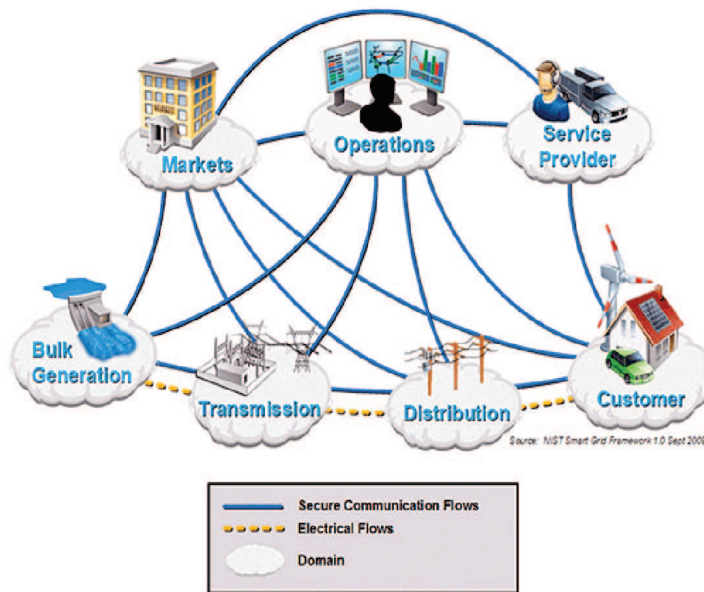 Markets
Operations
Service
Provider
Bulk
Generation
Transmission
Distribution
Customer
Source: NIST Smart Grid Framework 1.0 Sept 2009
Secure Communication Flows
Electrical Flows
Domain